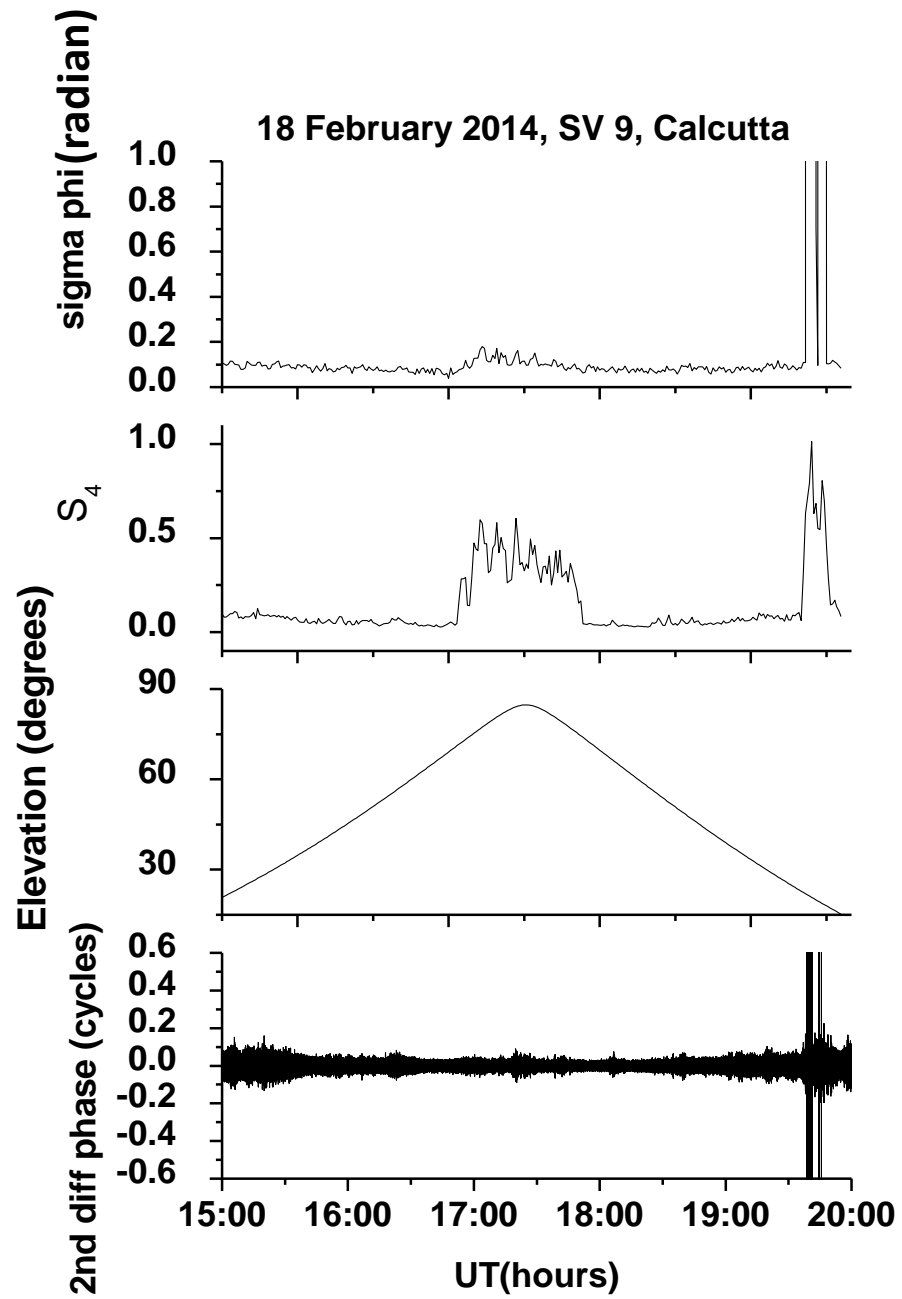 18 February 2014, SV 9, Calcutta
sigma phi(radian)
1.0
0.8
0.6
0.4
0.2
0.0
S₄
1.0
0.5
0.0
Elevation (degrees)
90
60
30
2nd diff phase (cycles)
0.6
0.4
0.2
0.0
-0.2
-0.4
-0.6
15:00 16:00 17:00 18:00 19:00 20:00
UT(hours)